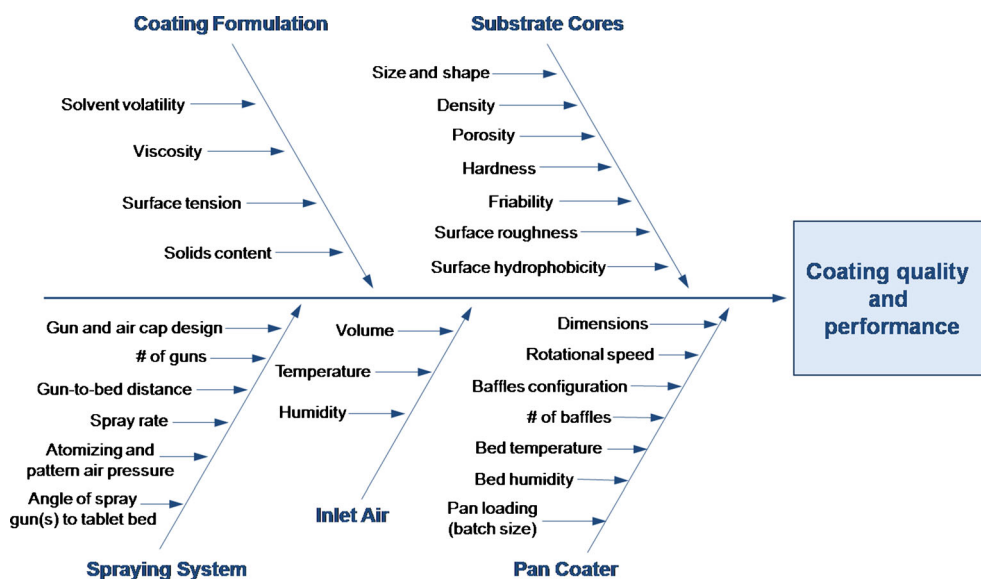 Coating Formulation
Substrate Cores
Solvent volatility
Viscosity
Surface tension
Solids content
Size and shape
Density
Porosity
Hardness
Friability
Surface roughness
Surface hydrophobicity
Coating quality
and
performance
Gun and air cap design
# of guns
Gun-to-bed distance
Spray rate
Atomizing and
pattern air pressure
Angle of spray
gun(s) to tablet bed
Spraying System
Volume
Temperature
Humidity
Inlet Air
Dimensions
Rotational speed
Baffles configuration
# of baffles
Bed temperature
Bed humidity
Pan loading
(batch size)
Pan Coater